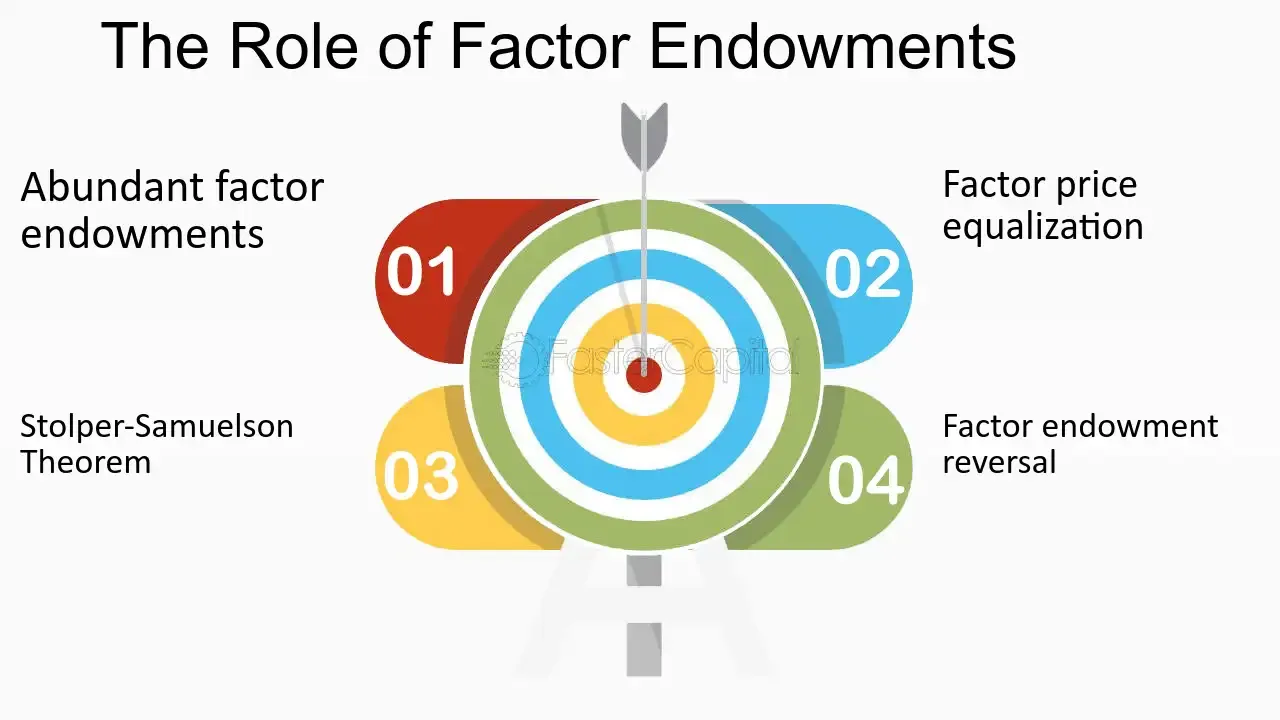 The Role of Factor Endowments
Abundant factor
endowments
01
02
Factor price
equalization
FasterCapital
Stolper-Samuelson
Theorem
03
04
Factor endowment
reversal